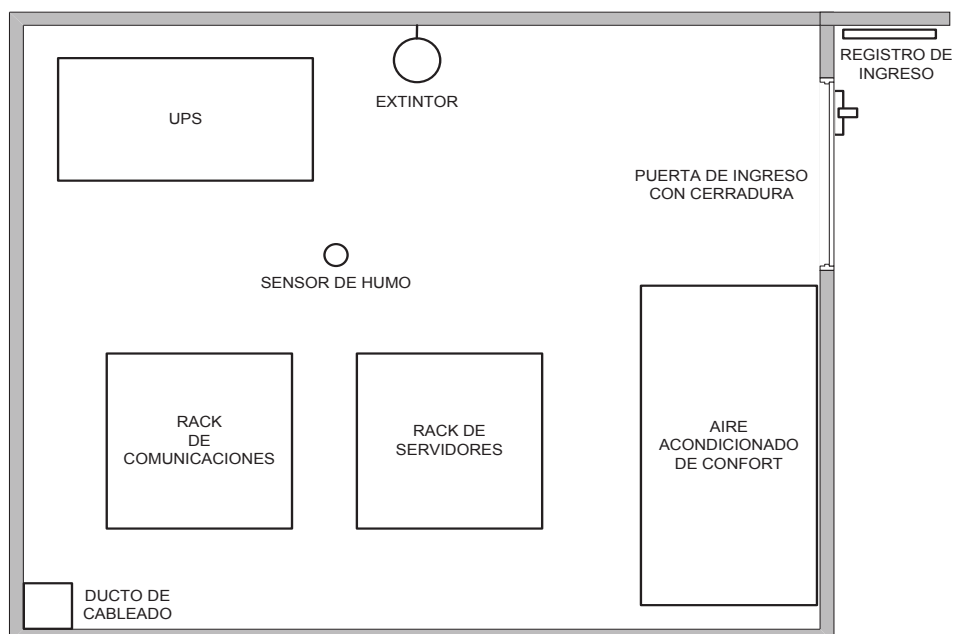 REGISTRO DE
INGRESO
EXTINTOR
UPS
PUERTA DE INGRESO
CON CERRADURA
SENSOR DE HUMO
RACK
DE
COMUNICACIONES
RACK DE
SERVIDORES
AIRE
ACONDICIONADO
DE CONFORT
DUCTO DE
CABLEADO